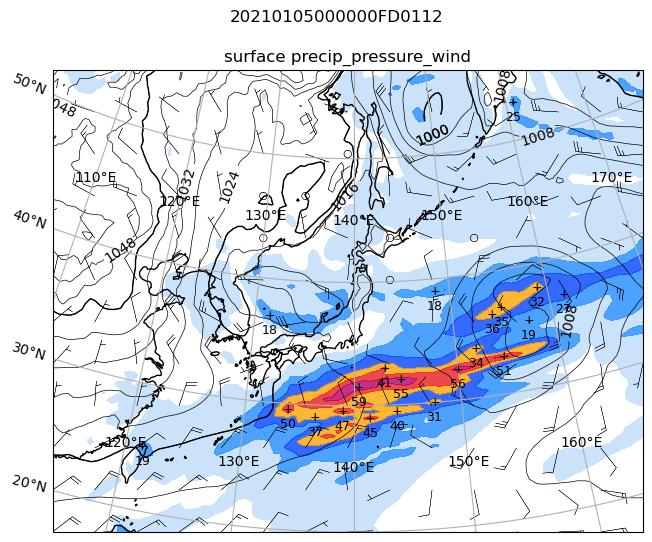 20210105000000FD0112
surface precip_pressure_wind
50°N
40°N
30°N
20°N
110°E
120°E
130°E
140°E
150°E
160°E
170°E
120°E
130°E
140°E
150°E
160°E
048
1032
1024
1016
1048
1000
1008
1008
1008
25
18
18
32
27
36
35
19
34
51
56
41
55
59
50
37
47
45
40
31
19